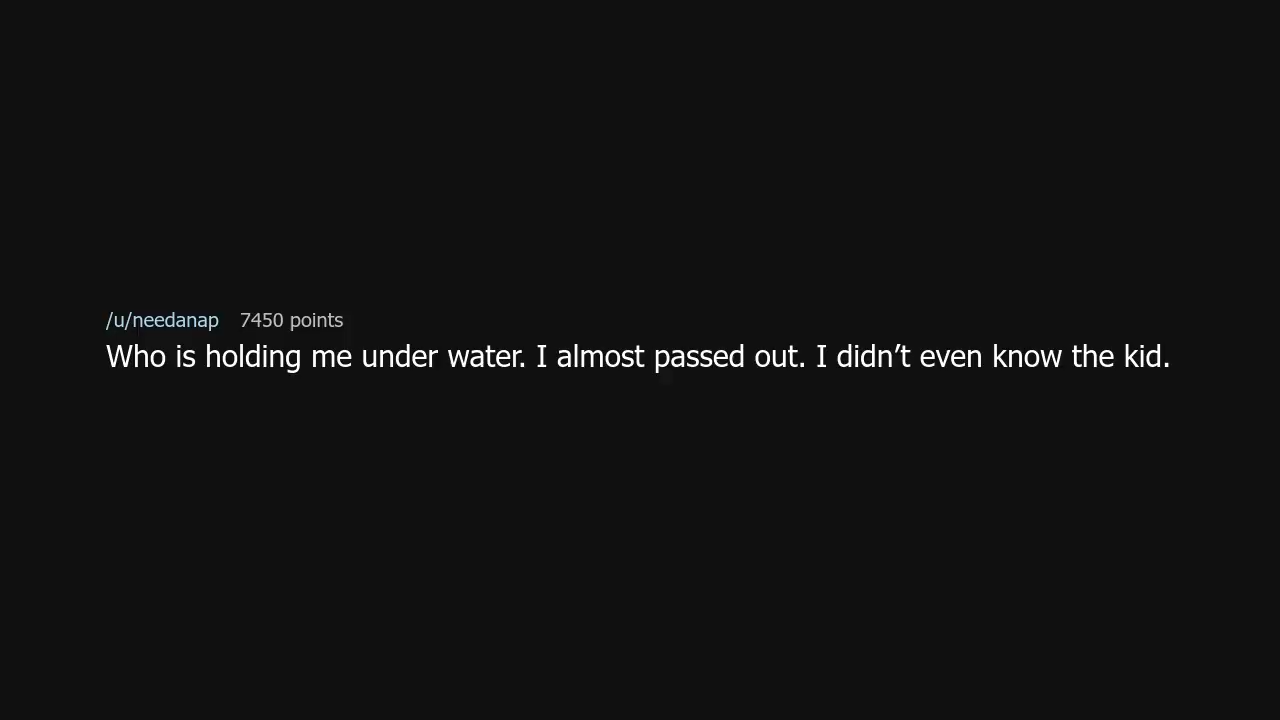 /u/needanap 7450 points
Who is holding me under water. I almost passed out. I didn’t even know the kid.